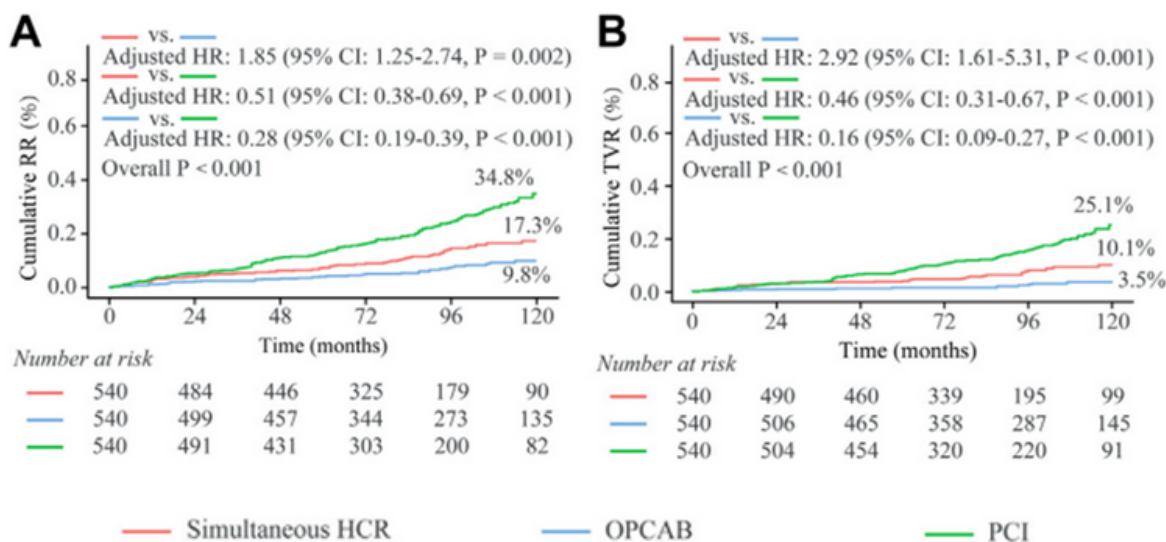 A
vs.
Adjusted HR: 1.85 (95% CI: 1.25-2.74, P = 0.002)
vs.
Adjusted HR: 0.51 (95% CI: 0.38-0.69, P < 0.001)
vs.
Adjusted HR: 0.28 (95% CI: 0.19-0.39, P < 0.001)
Overall P < 0.001
Cumulative RR (%)
0.8
0.6
0.4
0.2
0.0
34.8%
17.3%
9.8%
0 24 48 72 96 120
Time (months)
Number at risk
540 484 446 325 179 90
540 499 457 344 273 135
540 491 431 303 200 82
B
vs.
Adjusted HR: 2.92 (95% CI: 1.61-5.31, P < 0.001)
vs.
Adjusted HR: 0.46 (95% CI: 0.31-0.67, P < 0.001)
vs.
Adjusted HR: 0.16 (95% CI: 0.09-0.27, P < 0.001)
Overall P < 0.001
Cumulative TVR (%)
0.8
0.6
0.4
0.2
0.0
25.1%
10.1%
3.5%
0 24 48 72 96 120
Time (months)
Number at risk
540 490 460 339 195 99
540 506 465 358 287 145
540 504 454 320 220 91
Simultaneous HCR OPCAB PCI